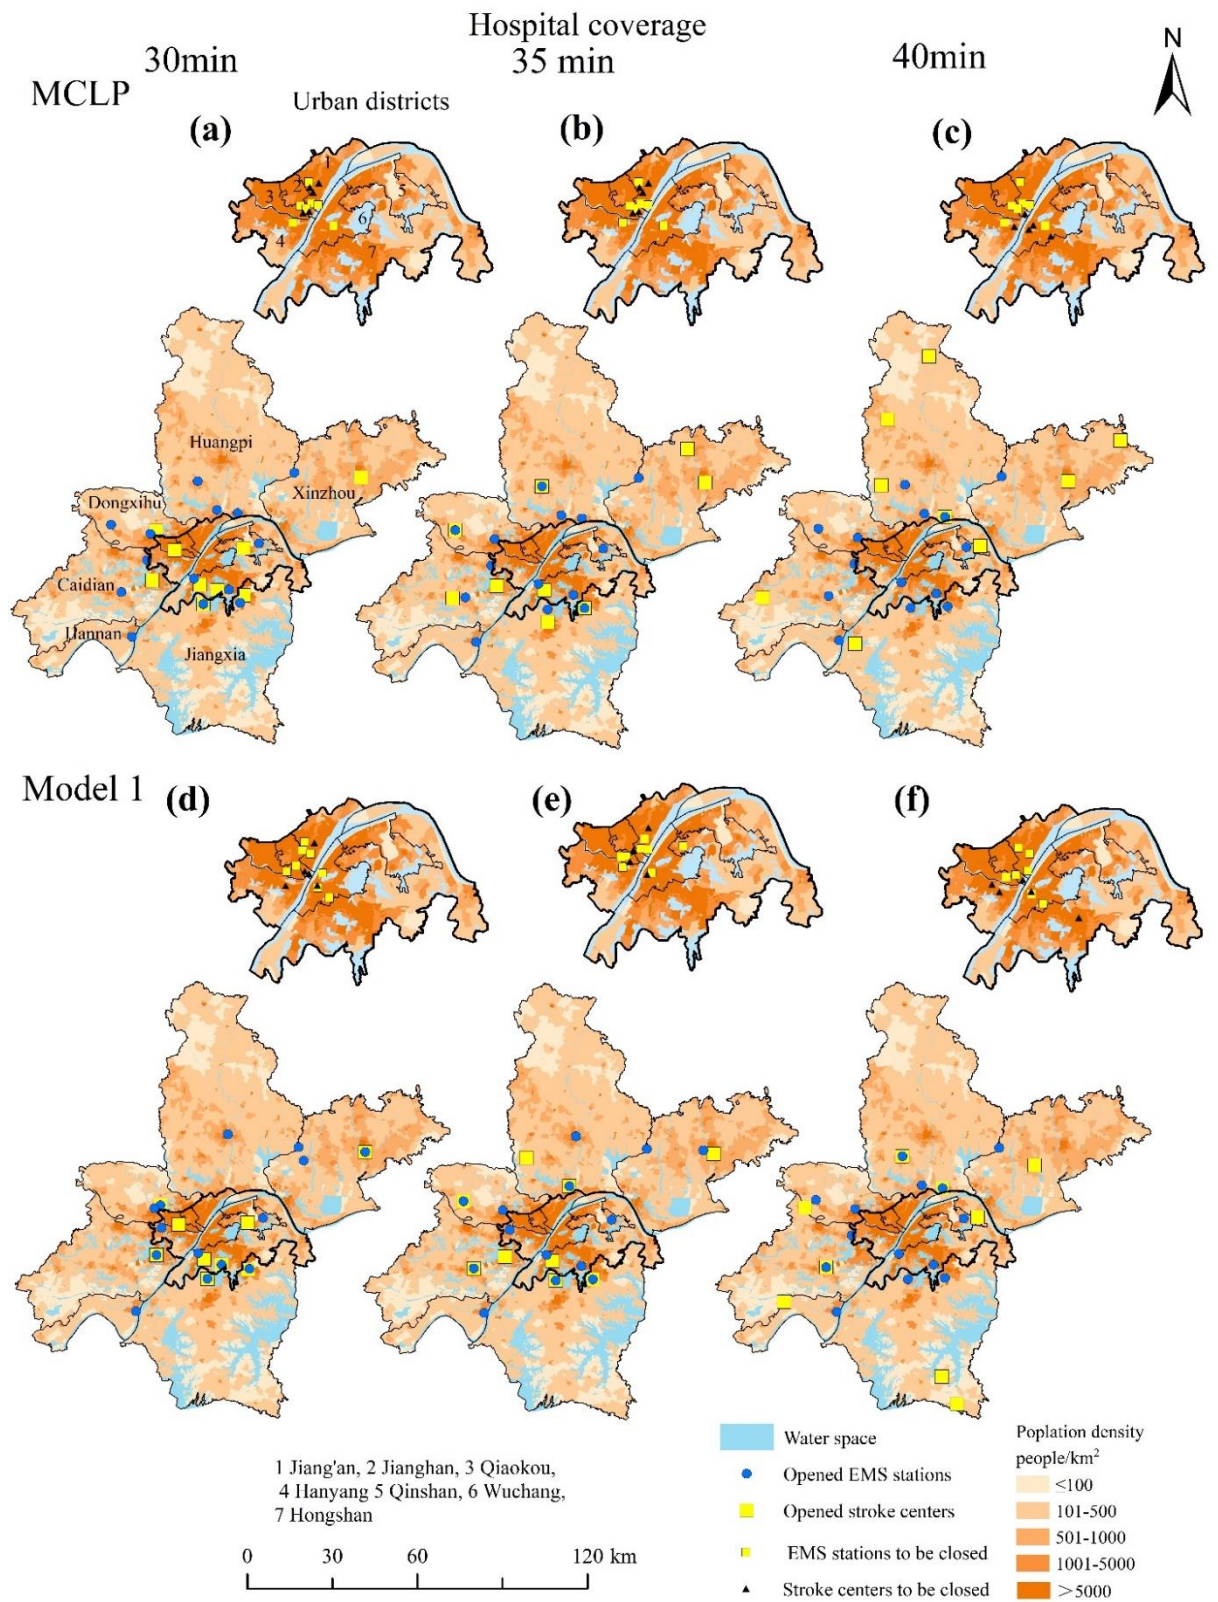 Hospital coverage
30min 35 min 40min
N
MCLP
Urban districts
(a) (b) (c)
1
2
3
5
6
4
7
Huangpi
Dongxihu
Xinzhou
Caidian
Hannan
Jiangxia
Model 1
(d) (e) (f)
Water space
Opened EMS stations
Opened stroke centers
EMS stations to be closed
Stroke centers to be closed
Poplation density
people/km²
≤100
101-500
501-1000
1001-5000
>5000
1 Jiang'an, 2 Jianghan, 3 Qiaokou,
4 Hanyang 5 Qinshan, 6 Wuchang,
7 Hongshan
0 30 60 120 km